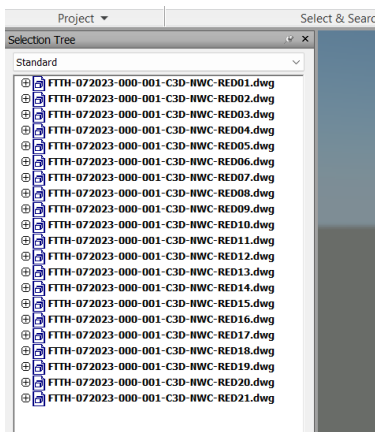 Project
Select & Searc
Selection Tree
Standard
FTTH-072023-000-001-C3D-NWC-RED01.dwg
FTTH-072023-000-001-C3D-NWC-RED02.dwg
FTTH-072023-000-001-C3D-NWC-RED03.dwg
FTTH-072023-000-001-C3D-NWC-RED04.dwg
FTTH-072023-000-001-C3D-NWC-RED05.dwg
FTTH-072023-000-001-C3D-NWC-RED06.dwg
FTTH-072023-000-001-C3D-NWC-RED07.dwg
FTTH-072023-000-001-C3D-NWC-RED08.dwg
FTTH-072023-000-001-C3D-NWC-RED09.dwg
FTTH-072023-000-001-C3D-NWC-RED10.dwg
FTTH-072023-000-001-C3D-NWC-RED11.dwg
FTTH-072023-000-001-C3D-NWC-RED12.dwg
FTTH-072023-000-001-C3D-NWC-RED13.dwg
FTTH-072023-000-001-C3D-NWC-RED14.dwg
FTTH-072023-000-001-C3D-NWC-RED15.dwg
FTTH-072023-000-001-C3D-NWC-RED16.dwg
FTTH-072023-000-001-C3D-NWC-RED17.dwg
FTTH-072023-000-001-C3D-NWC-RED18.dwg
FTTH-072023-000-001-C3D-NWC-RED19.dwg
FTTH-072023-000-001-C3D-NWC-RED20.dwg
FTTH-072023-000-001-C3D-NWC-RED21.dwg